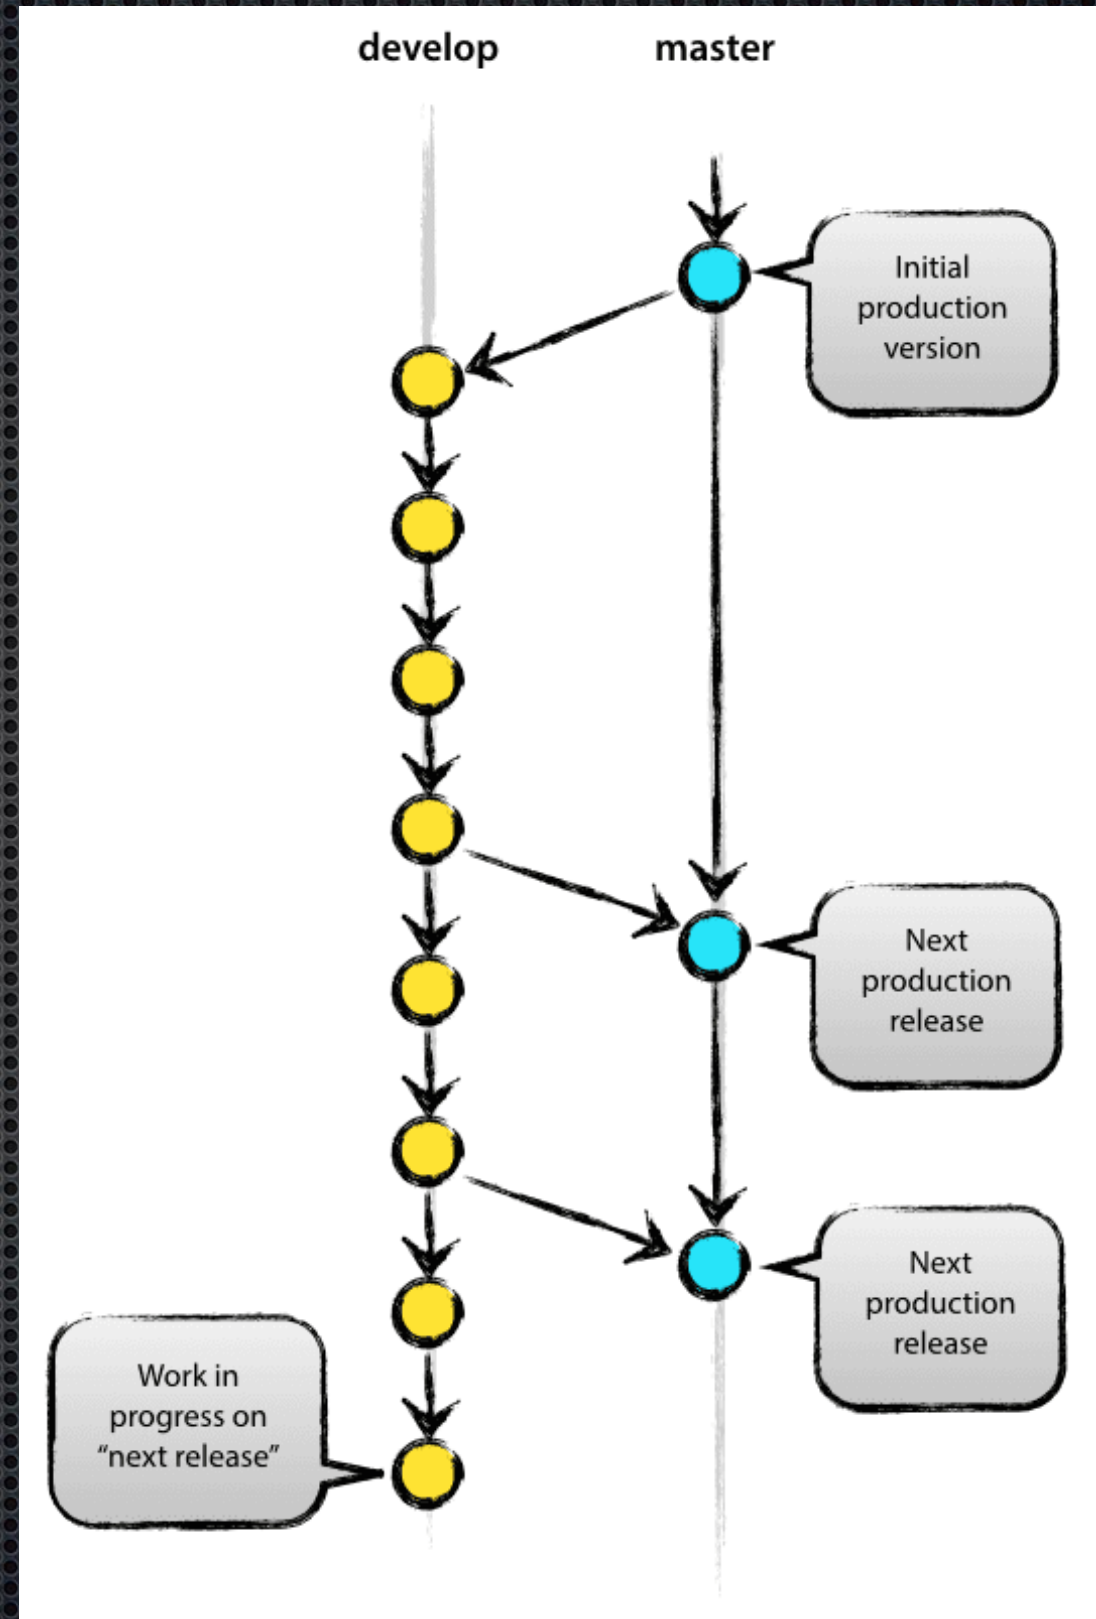 develop
master
Initial
production
version
Next
production
release
Next
production
release
Work in
progress on
“next release”